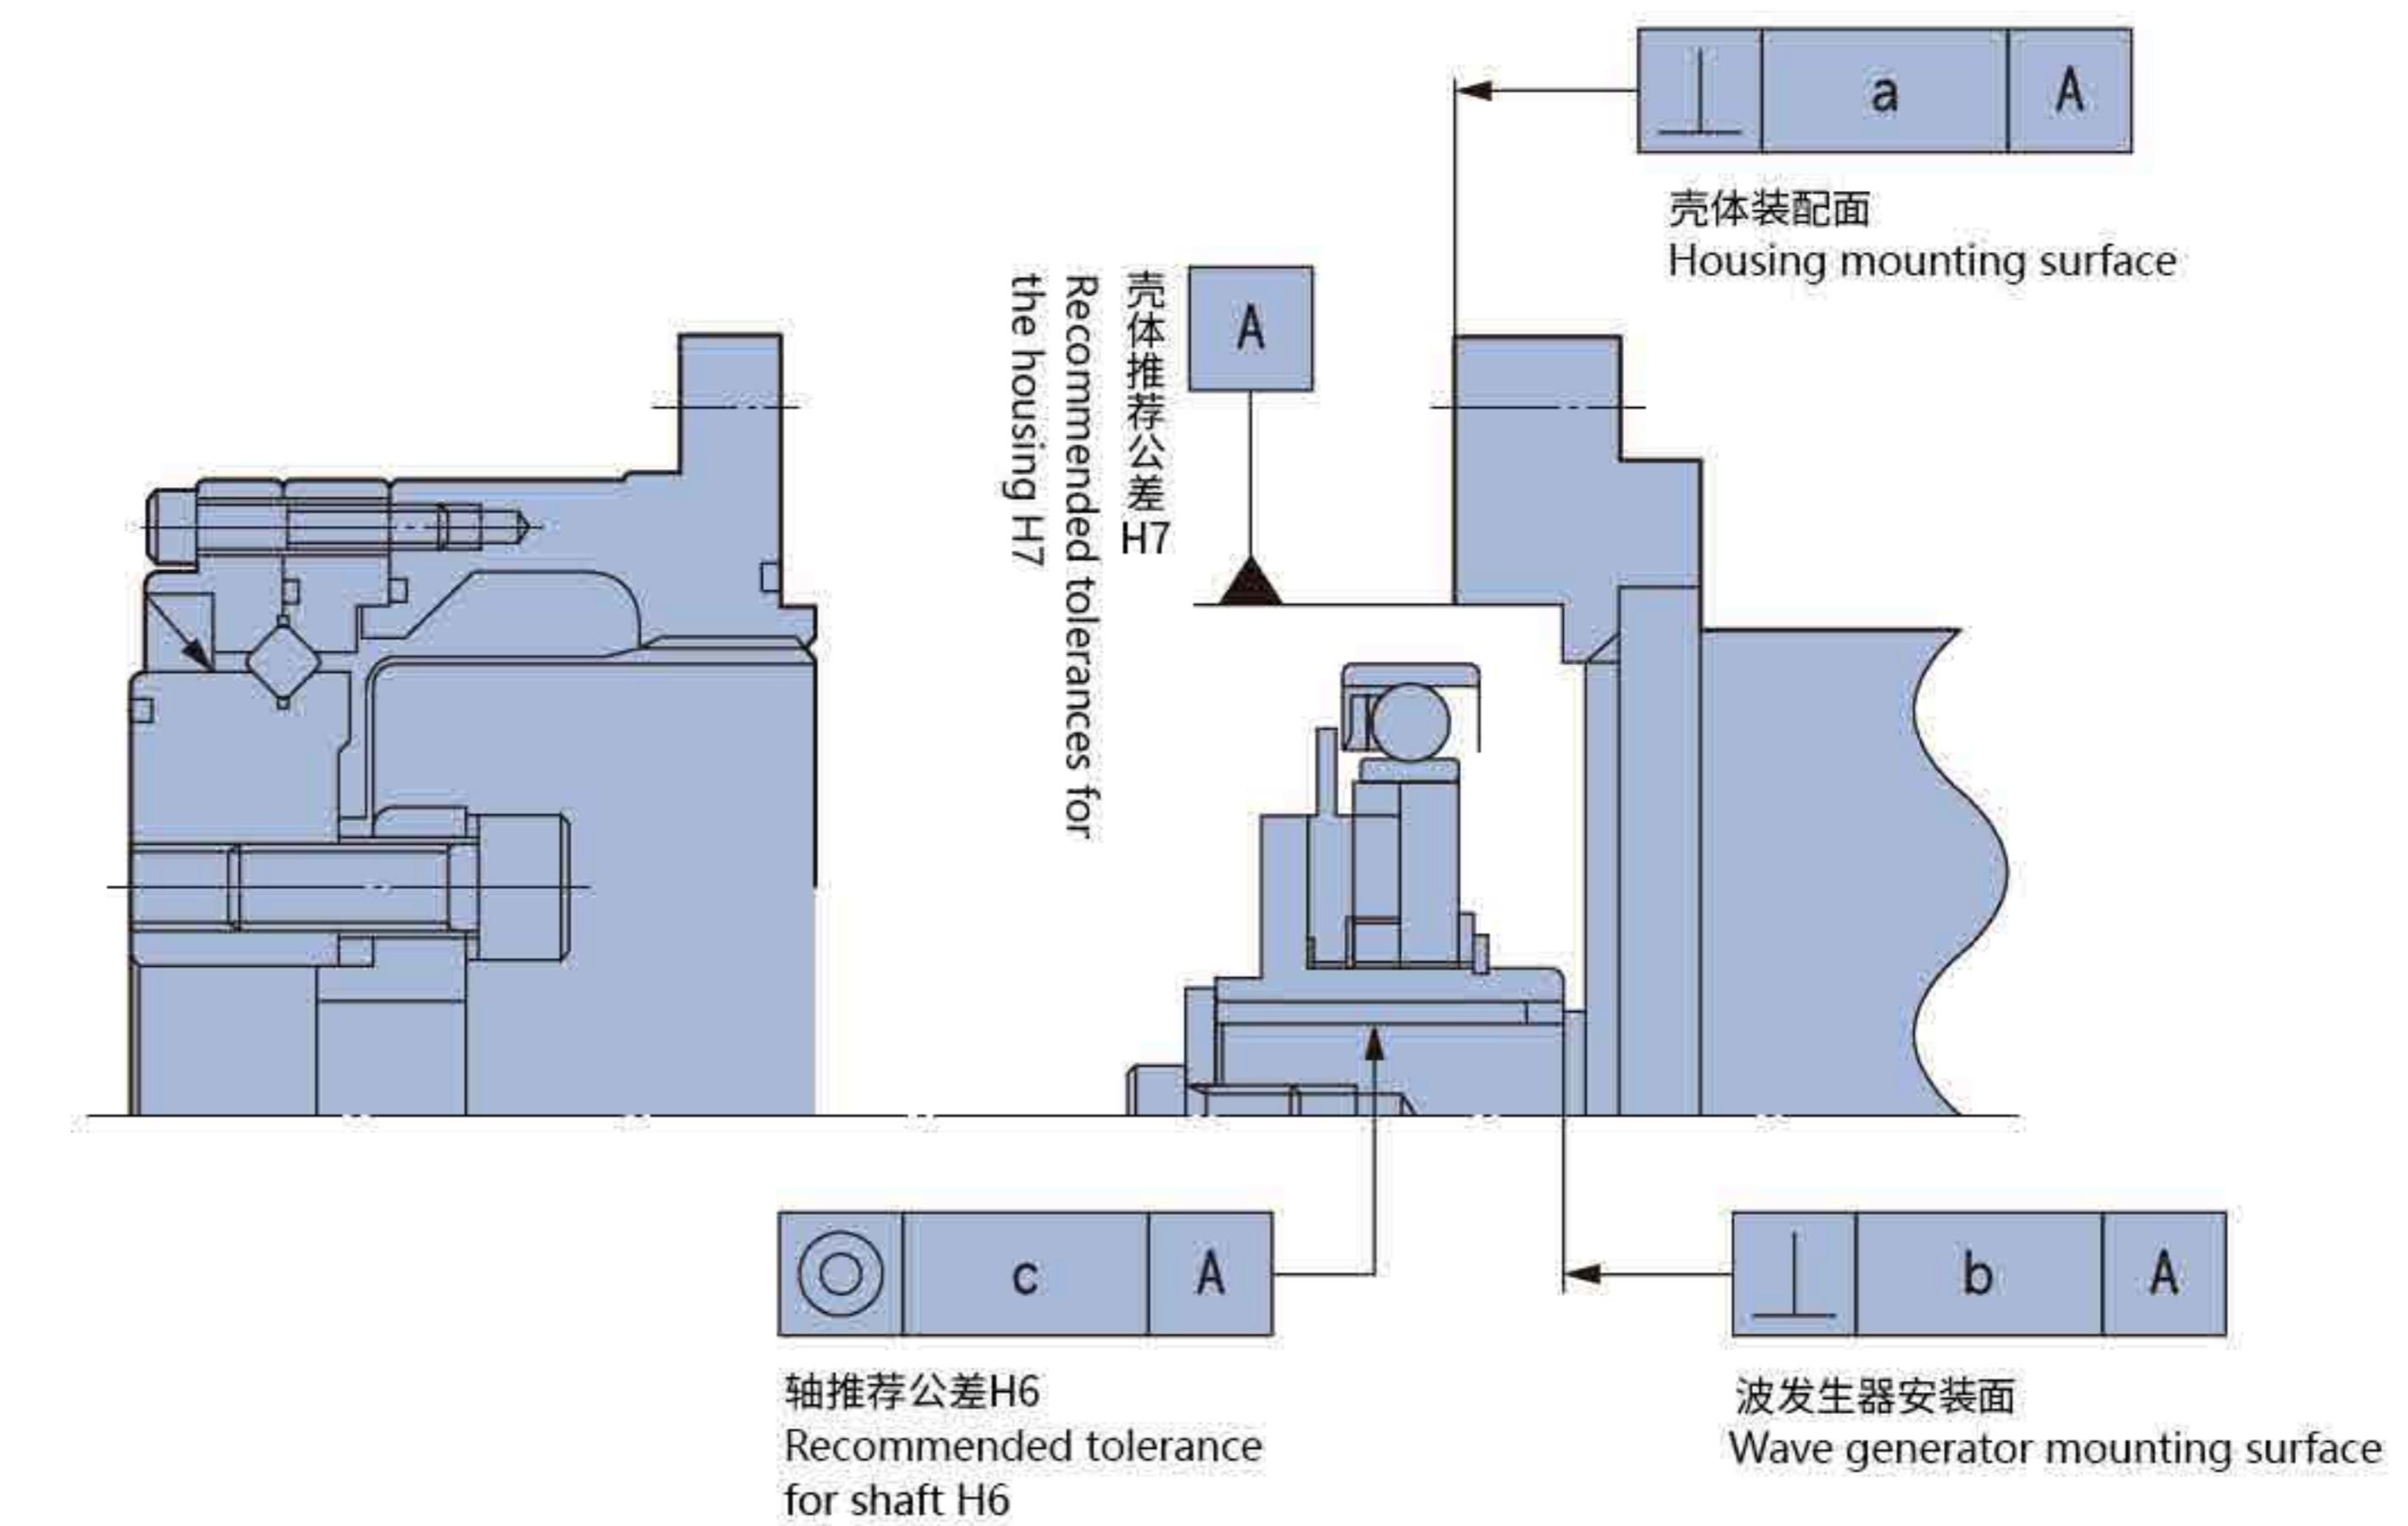 ⊥ a A
壳体装配面
Housing mounting surface
A
壳体推荐公差H7
Recommended tolerances for
the housing H7
◎ c A
轴推荐公差H6
Recommended tolerance
for shaft H6
⊥ b A
波发生器安装面
Wave generator mounting surface